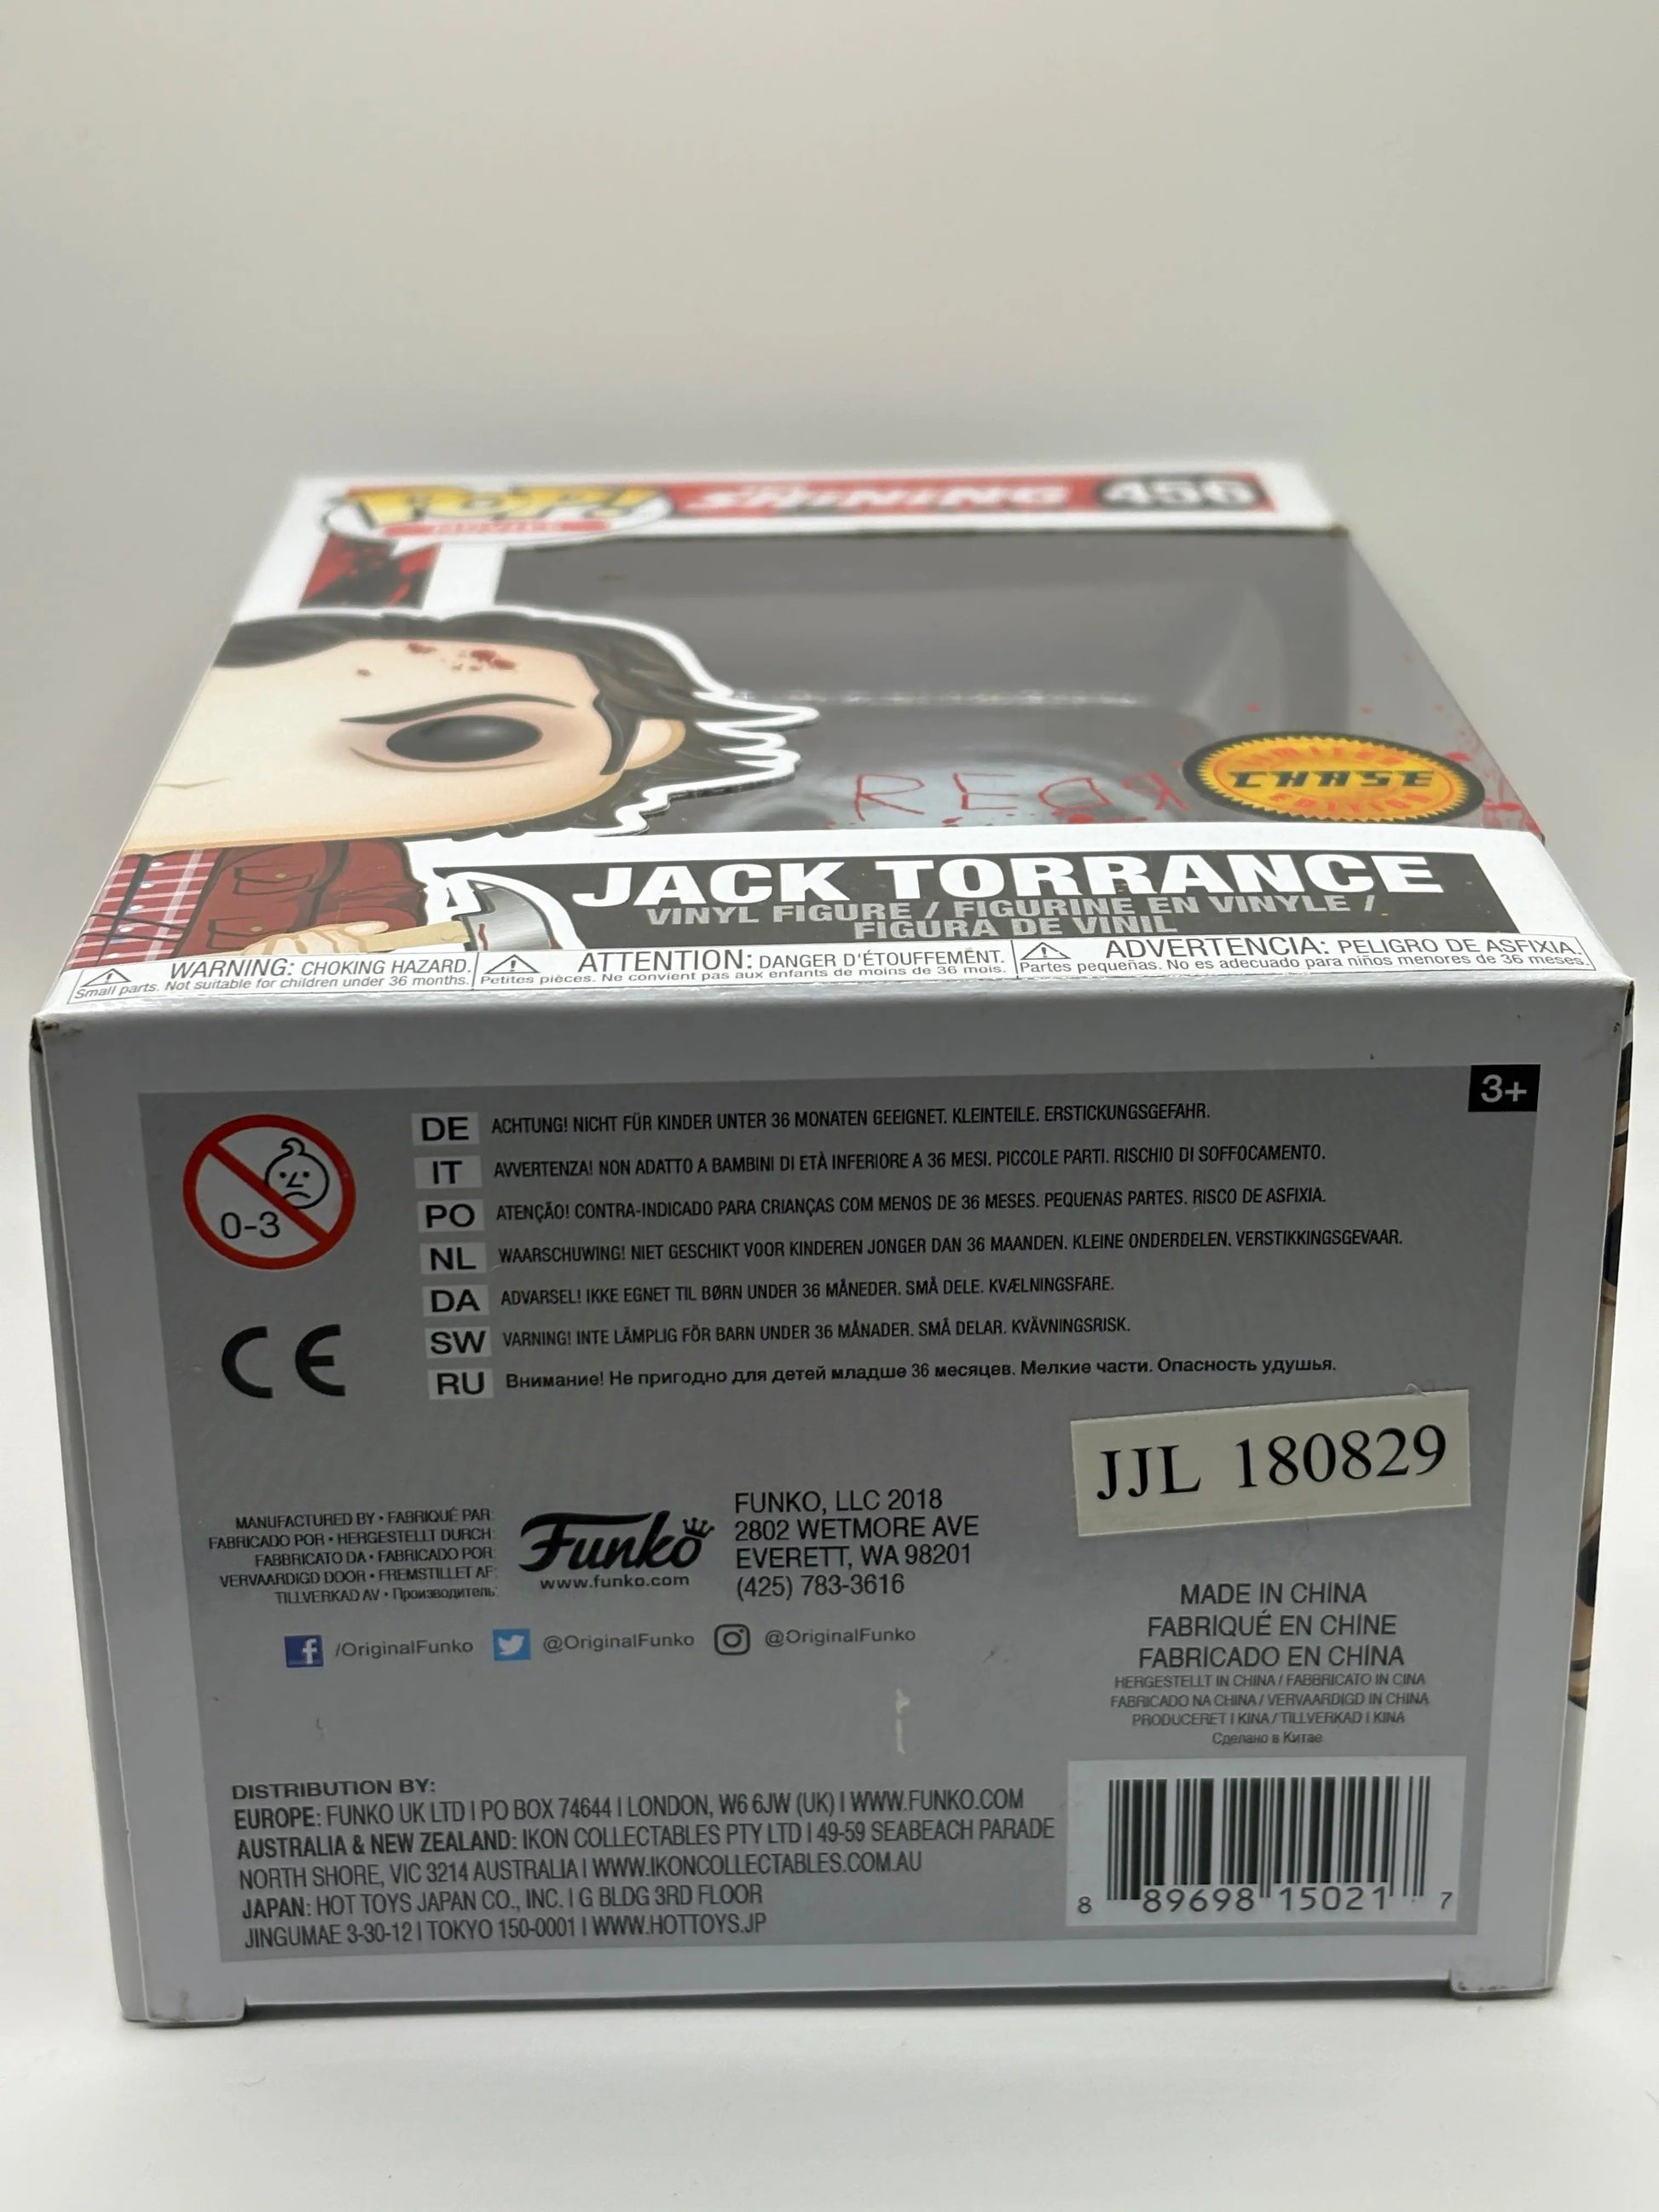 POP!
MOVIES
THE SHINING
456
REDЯ
LIMITED
CHASE
EDITION
JACK TORRANCE
VINYL FIGURE / FIGURINE EN VINYLE /
FIGURA DE VINIL
WARNING: CHOKING HAZARD.
Small parts. Not suitable for children under 36 months.
ATTENTION: DANGER D'ÉTOUFFEMENT.
Petites pièces. Ne convient pas aux enfants de moins de 36 mois.
ADVERTENCIA: PELIGRO DE ASFIXIA.
Partes pequeñas. No es adecuado para niños menores de 36 meses.
3+
0-3
DE ACHTUNG! NICHT FÜR KINDER UNTER 36 MONATEN GEEIGNET. KLEINTEILE. ERSTICKUNGSGEFAHR.
IT AVVERTENZA! NON ADATTO A BAMBINI DI ETÀ INFERIORE A 36 MESI. PICCOLE PARTI. RISCHIO DI SOFFOCAMENTO.
PO ATENÇÃO! CONTRA-INDICADO PARA CRIANÇAS COM MENOS DE 36 MESES. PEQUENAS PARTES. RISCO DE ASFIXIA.
NL WAARSCHUWING! NIET GESCHIKT VOOR KINDEREN JONGER DAN 36 MAANDEN. KLEINE ONDERDELEN. VERSTIKKINGSGEVAAR.
DA ADVARSEL! IKKE EGNET TIL BØRN UNDER 36 MÅNEDER. SMÅ DELE. KVÆLNINGSFARE.
SW VARNING! INTE LÄMPLIG FÖR BARN UNDER 36 MÅNADER. SMÅ DELAR. KVÄVNINGSRISK.
RU Внимание! Не пригодно для детей младше 36 месяцев. Мелкие части. Опасность удушья.
CE
JJL 180829
MANUFACTURED BY • FABRIQUÉ PAR:
FABRICADO POR • HERGESTELLT DURCH:
FABBRICATO DA • FABRICADO POR:
VERVAARDIGD DOOR • FREMSTILLET AF:
TILLVERKAD AV • Производитель:
Funko
www.funko.com
FUNKO, LLC 2018
2802 WETMORE AVE
EVERETT, WA 98201
(425) 783-3616
/OriginalFunko @OriginalFunko @OriginalFunko
MADE IN CHINA
FABRIQUÉ EN CHINE
FABRICADO EN CHINA
HERGESTELLT IN CHINA / FABBRICATO IN CINA
FABRICADO NA CHINA / VERVAARDIGD IN CHINA
PRODUCERET I KINA / TILLVERKAD I KINA
Сделано в Китае
DISTRIBUTION BY:
EUROPE: FUNKO UK LTD | PO BOX 74644 | LONDON, W6 6JW (UK) | WWW.FUNKO.COM
AUSTRALIA & NEW ZEALAND: IKON COLLECTABLES PTY LTD | 49-59 SEABEACH PARADE
NORTH SHORE, VIC 3214 AUSTRALIA | WWW.IKONCOLLECTABLES.COM.AU
JAPAN: HOT TOYS JAPAN CO., INC. | G BLDG 3RD FLOOR
JINGUMAE 3-30-12 | TOKYO 150-0001 | WWW.HOTTOYS.JP
8 89698 15021 7